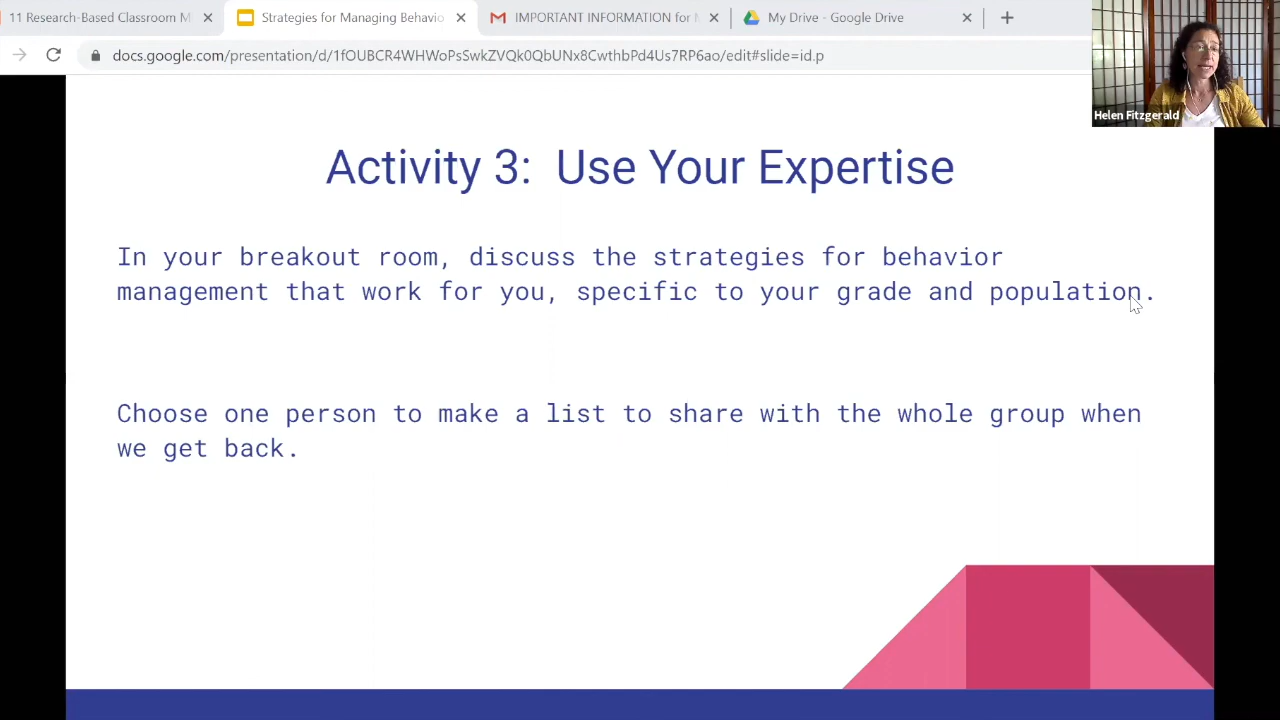 11 Research-Based Classroom M
Strategies for Managing Behavio
IMPORTANT INFORMATION for
My Drive - Google Drive
docs.google.com/presentation/d/1fOUBCR4WHWoPsSwkZVQk0QbUNx8CwthbPd4Us7RP6ao/edit#slide=id.p
Helen Fitzgerald
Activity 3: Use Your Expertise
In your breakout room, discuss the strategies for behavior
management that work for you, specific to your grade and population.
Choose one person to make a list to share with the whole group when
we get back.